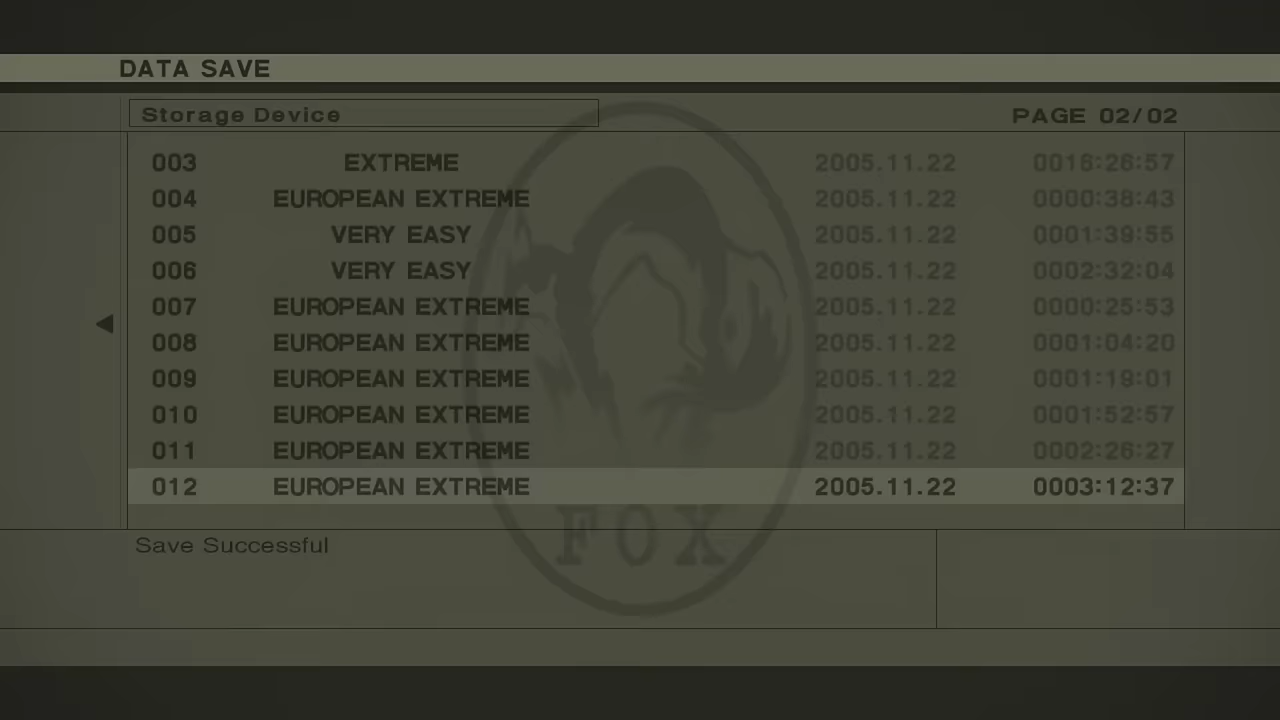 DATA SAVE
Storage Device PAGE 02/02
003 EXTREME 2005.11.22 0016:26:57
004 EUROPEAN EXTREME 2005.11.22 0000:38:43
005 VERY EASY 2005.11.22 0001:39:55
006 VERY EASY 2005.11.22 0002:32:04
007 EUROPEAN EXTREME 2005.11.22 0000:25:53
008 EUROPEAN EXTREME 2005.11.22 0001:04:20
009 EUROPEAN EXTREME 2005.11.22 0001:19:01
010 EUROPEAN EXTREME 2005.11.22 0001:52:57
011 EUROPEAN EXTREME 2005.11.22 0002:26:27
012 EUROPEAN EXTREME 2005.11.22 0003:12:37
FOX
Save Successful